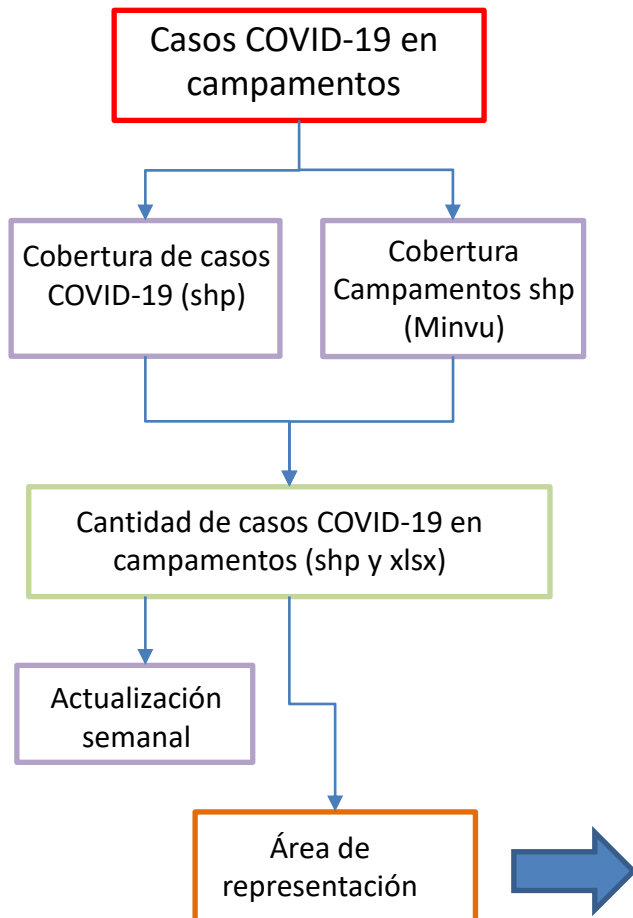 Casos COVID-19 en
campamentos
Cobertura de casos
COVID-19 (shp)
Cobertura
Campamentos shp
(Minvu)
Cantidad de casos COVID-19 en
campamentos (shp y xlsx)
Actualización
semanal
Área de
representación